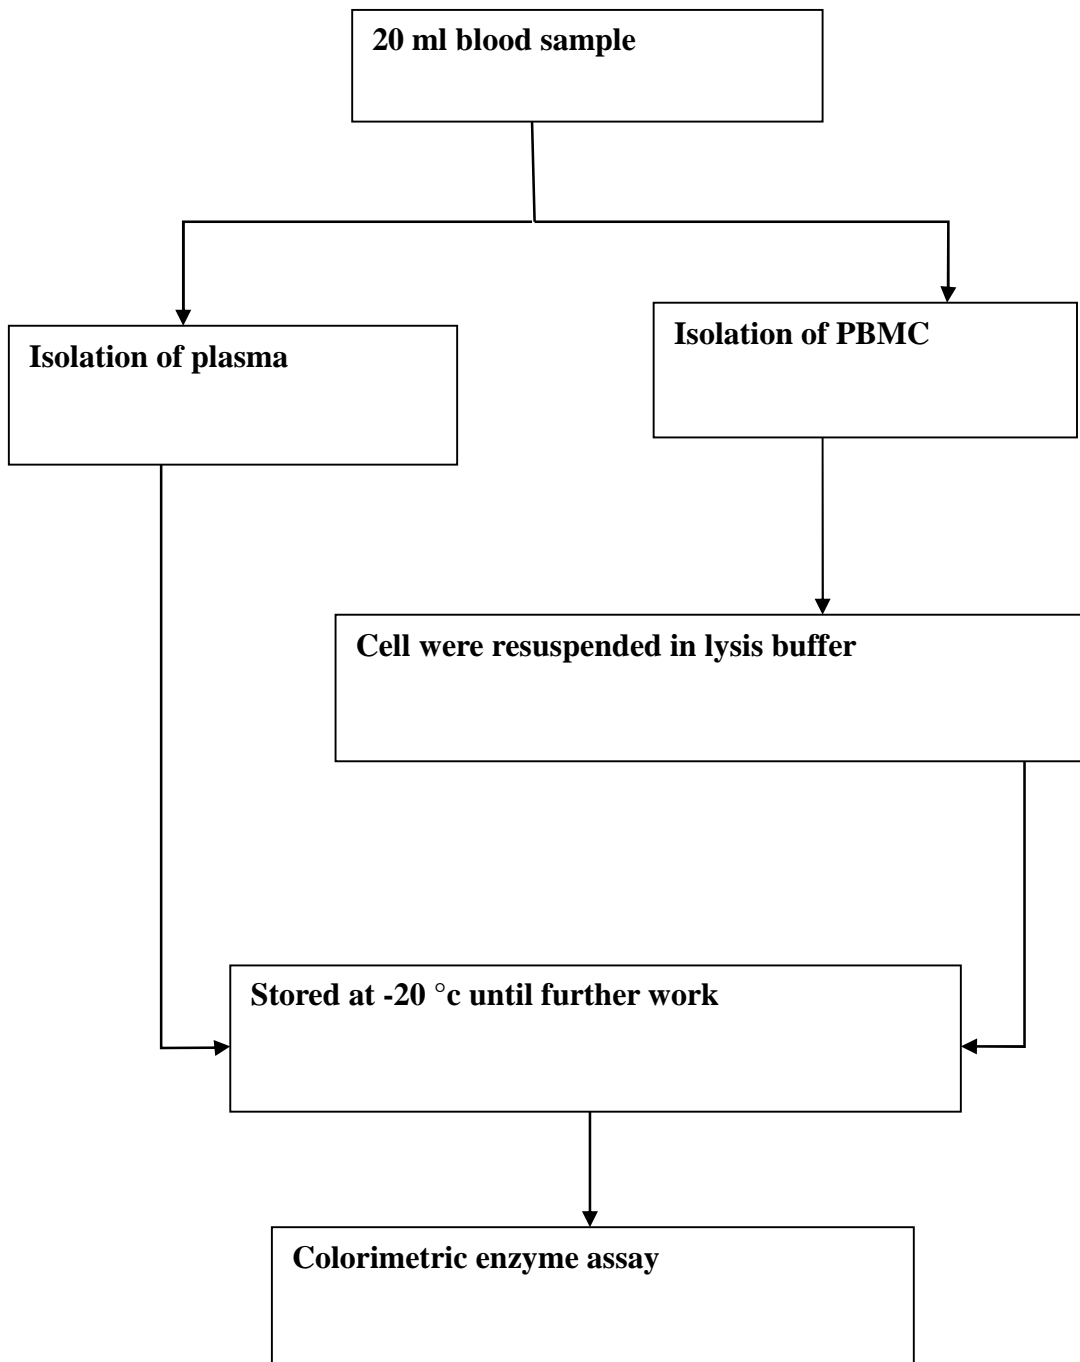 20 ml blood sample
Isolation of plasma
Isolation of PBMC
Cell were resuspended in lysis buffer
Stored at -20 °c until further work
Colorimetric enzyme assay